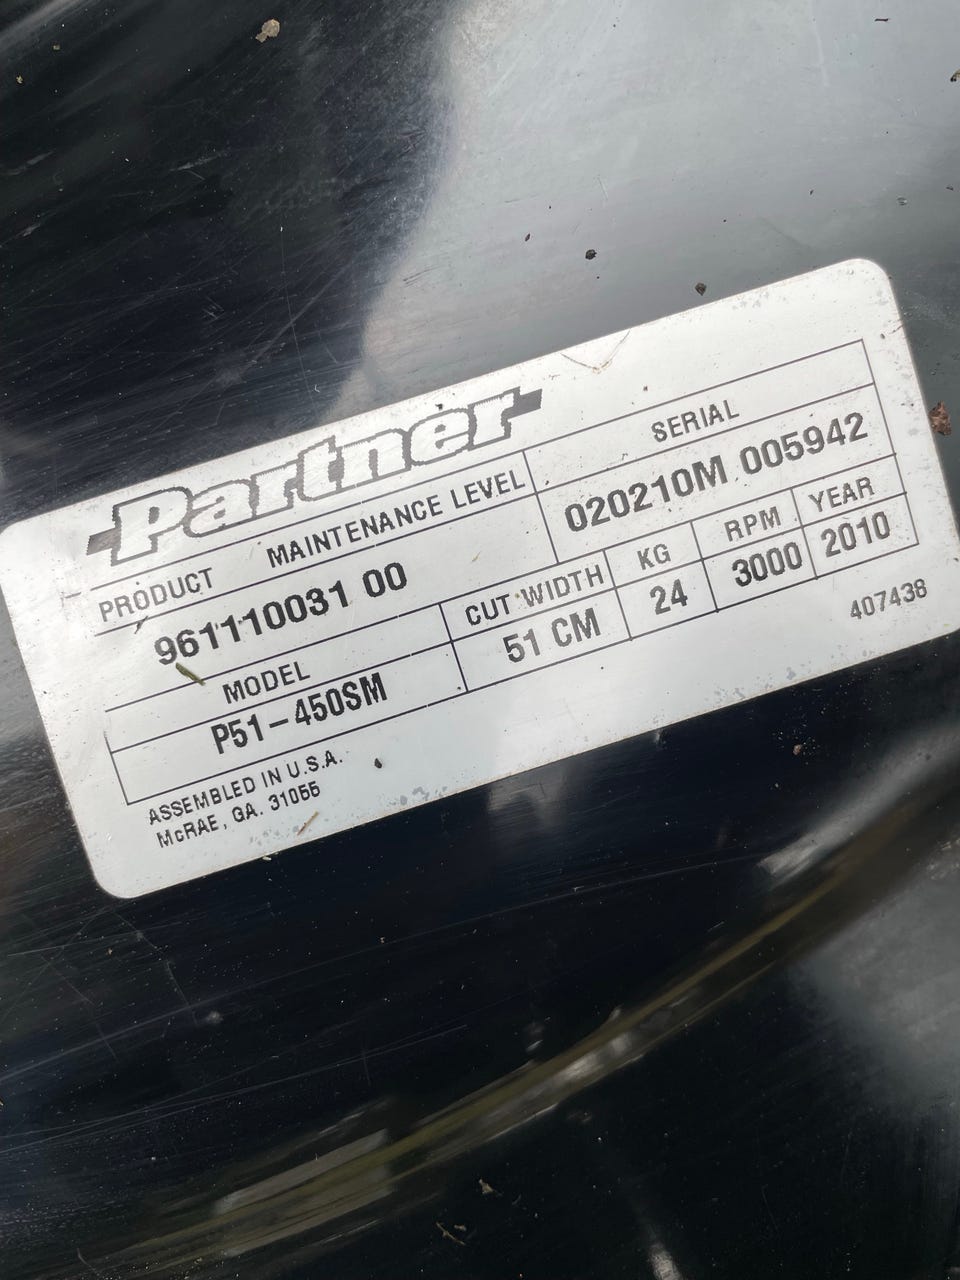 Partner
PRODUCT MAINTENANCE LEVEL SERIAL
961110031 00 020210M 005942
MODEL CUT WIDTH KG RPM YEAR
P51-450SM 51 CM 24 3000 2010
ASSEMBLED IN U.S.A. 407438
McRAE, GA. 31055